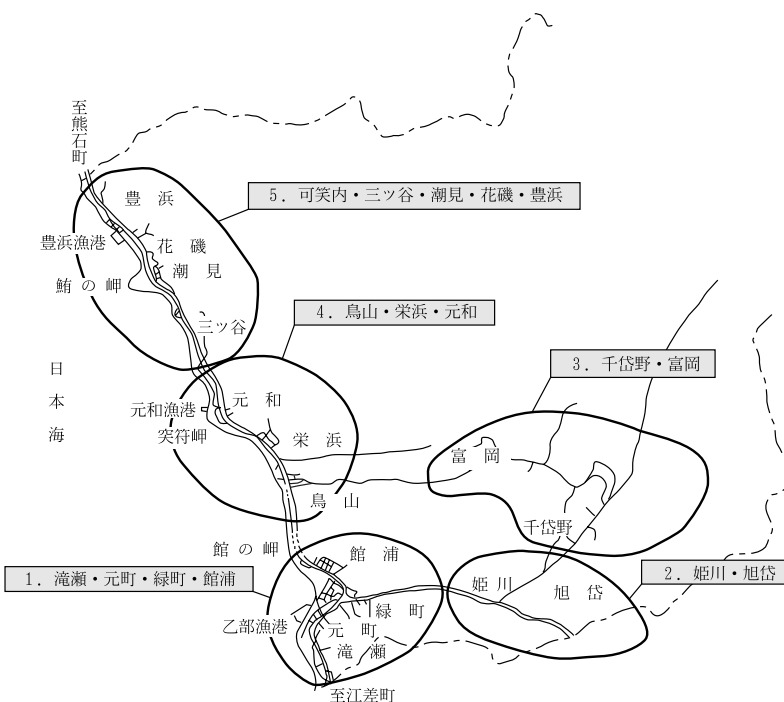 至熊石町
5．可笑内・三ツ谷・潮見・花磯・豊浜
豊浜
豊浜漁港
花磯
潮見
鮪の岬
三ツ谷
4．鳥山・栄浜・元和
日本海
元和漁港
元和
突符岬
栄浜
鳥山
3．千岱野・富岡
富岡
千岱野
館の岬
館浦
1．滝瀬・元町・緑町・館浦
2．姫川・旭岱
姫川
旭岱
緑町
乙部漁港
元町
滝瀬
至江差町